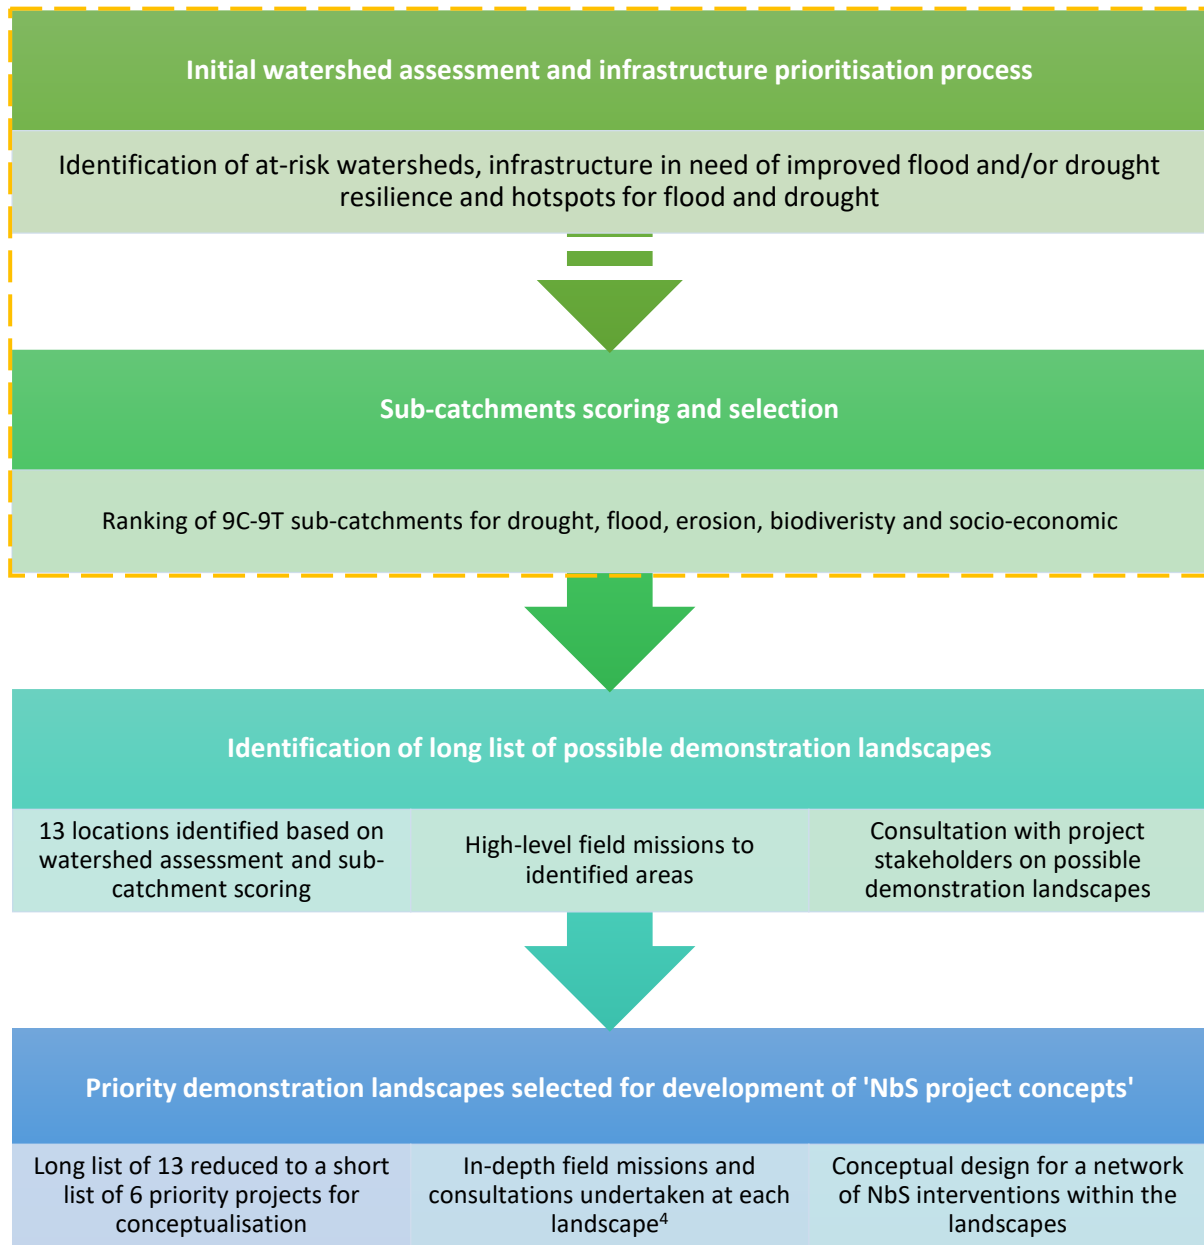 Initial watershed assessment and infrastructure prioritisation process
Identification of at-risk watersheds, infrastructure in need of improved flood and/or drought
resilience and hotspots for flood and drought
Sub-catchments scoring and selection
Ranking of 9C-9T sub-catchments for drought, flood, erosion, biodiveristy and socio-economic
Identification of long list of possible demonstration landscapes
13 locations identified based on
watershed assessment and sub-
catchment scoring
High-level field missions to
identified areas
Consultation with project
stakeholders on possible
demonstration landscapes
Priority demonstration landscapes selected for development of 'NbS project concepts'
Long list of 13 reduced to a short
list of 6 priority projects for
conceptualisation
In-depth field missions and
consultations undertaken at each
landscape⁴
Conceptual design for a network
of NbS interventions within the
landscapes